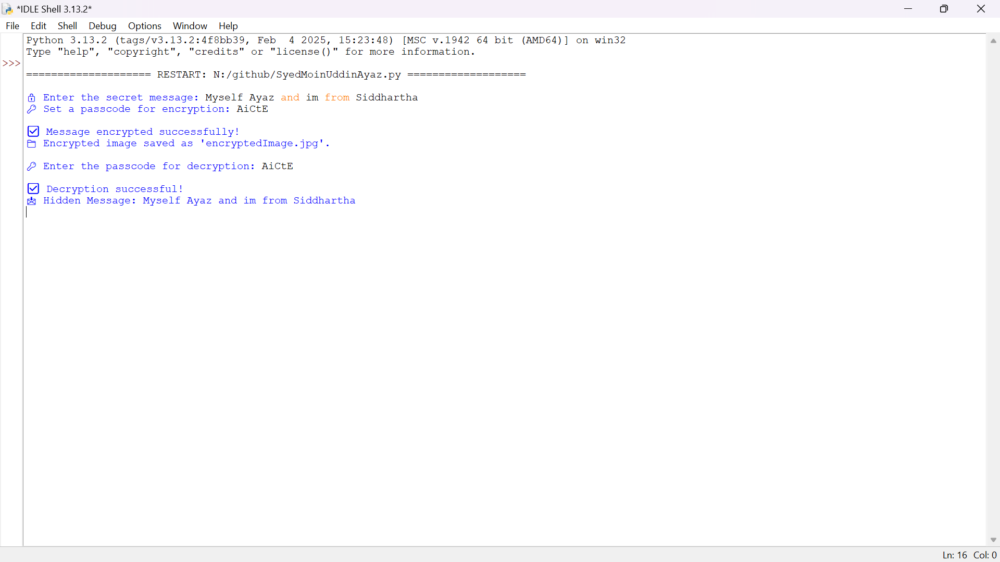 *IDLE Shell 3.13.2*
File Edit Shell Debug Options Window Help
Python 3.13.2 (tags/v3.13.2:4f8bb39, Feb  4 2025, 15:23:48) [MSC v.1942 64 bit (AMD64)] on win32
Type "help", "copyright", "credits" or "license()" for more information.
>>>
==================== RESTART: N:/github/SyedMoinUddinAyaz.py ===================
🔒 Enter the secret message: Myself Ayaz and im from Siddhartha
🔑 Set a passcode for encryption: AiCtE
✅ Message encrypted successfully!
📁 Encrypted image saved as 'encryptedImage.jpg'.
🔑 Enter the passcode for decryption: AiCtE
✅ Decryption successful!
📩 Hidden Message: Myself Ayaz and im from Siddhartha
Ln: 16 Col: 0